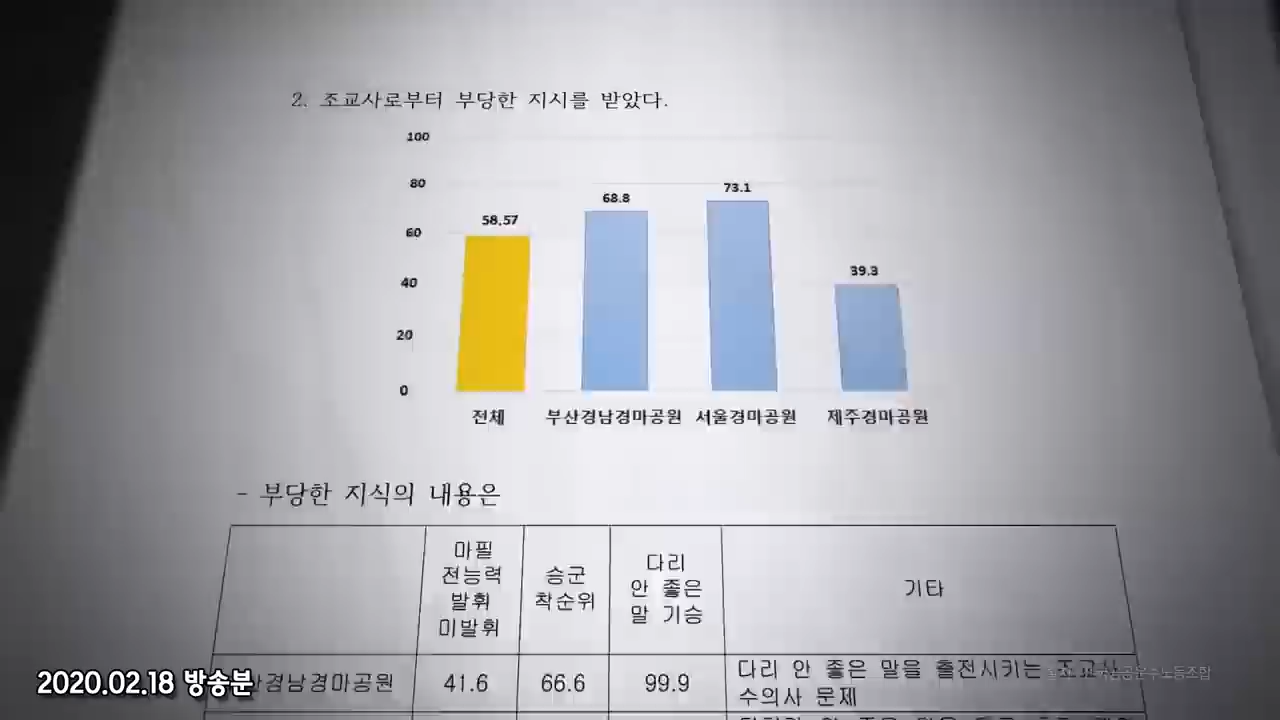 2. 조교사로부터 부당한 지시를 받았다.
100
80
60
40
20
0
58.57
68.8
73.1
39.3
전체 부산경남경마공원 서울경마공원 제주경마공원
- 부당한 지식의 내용은
마필
전능력
발휘
미발휘
승군
착순위
다리
안 좋은
말 기승
기타
경남경마공원 41.6 66.6 99.9
다리 안 좋은 말을 출전시키는
수의사 문제
2020.02.18 방송분